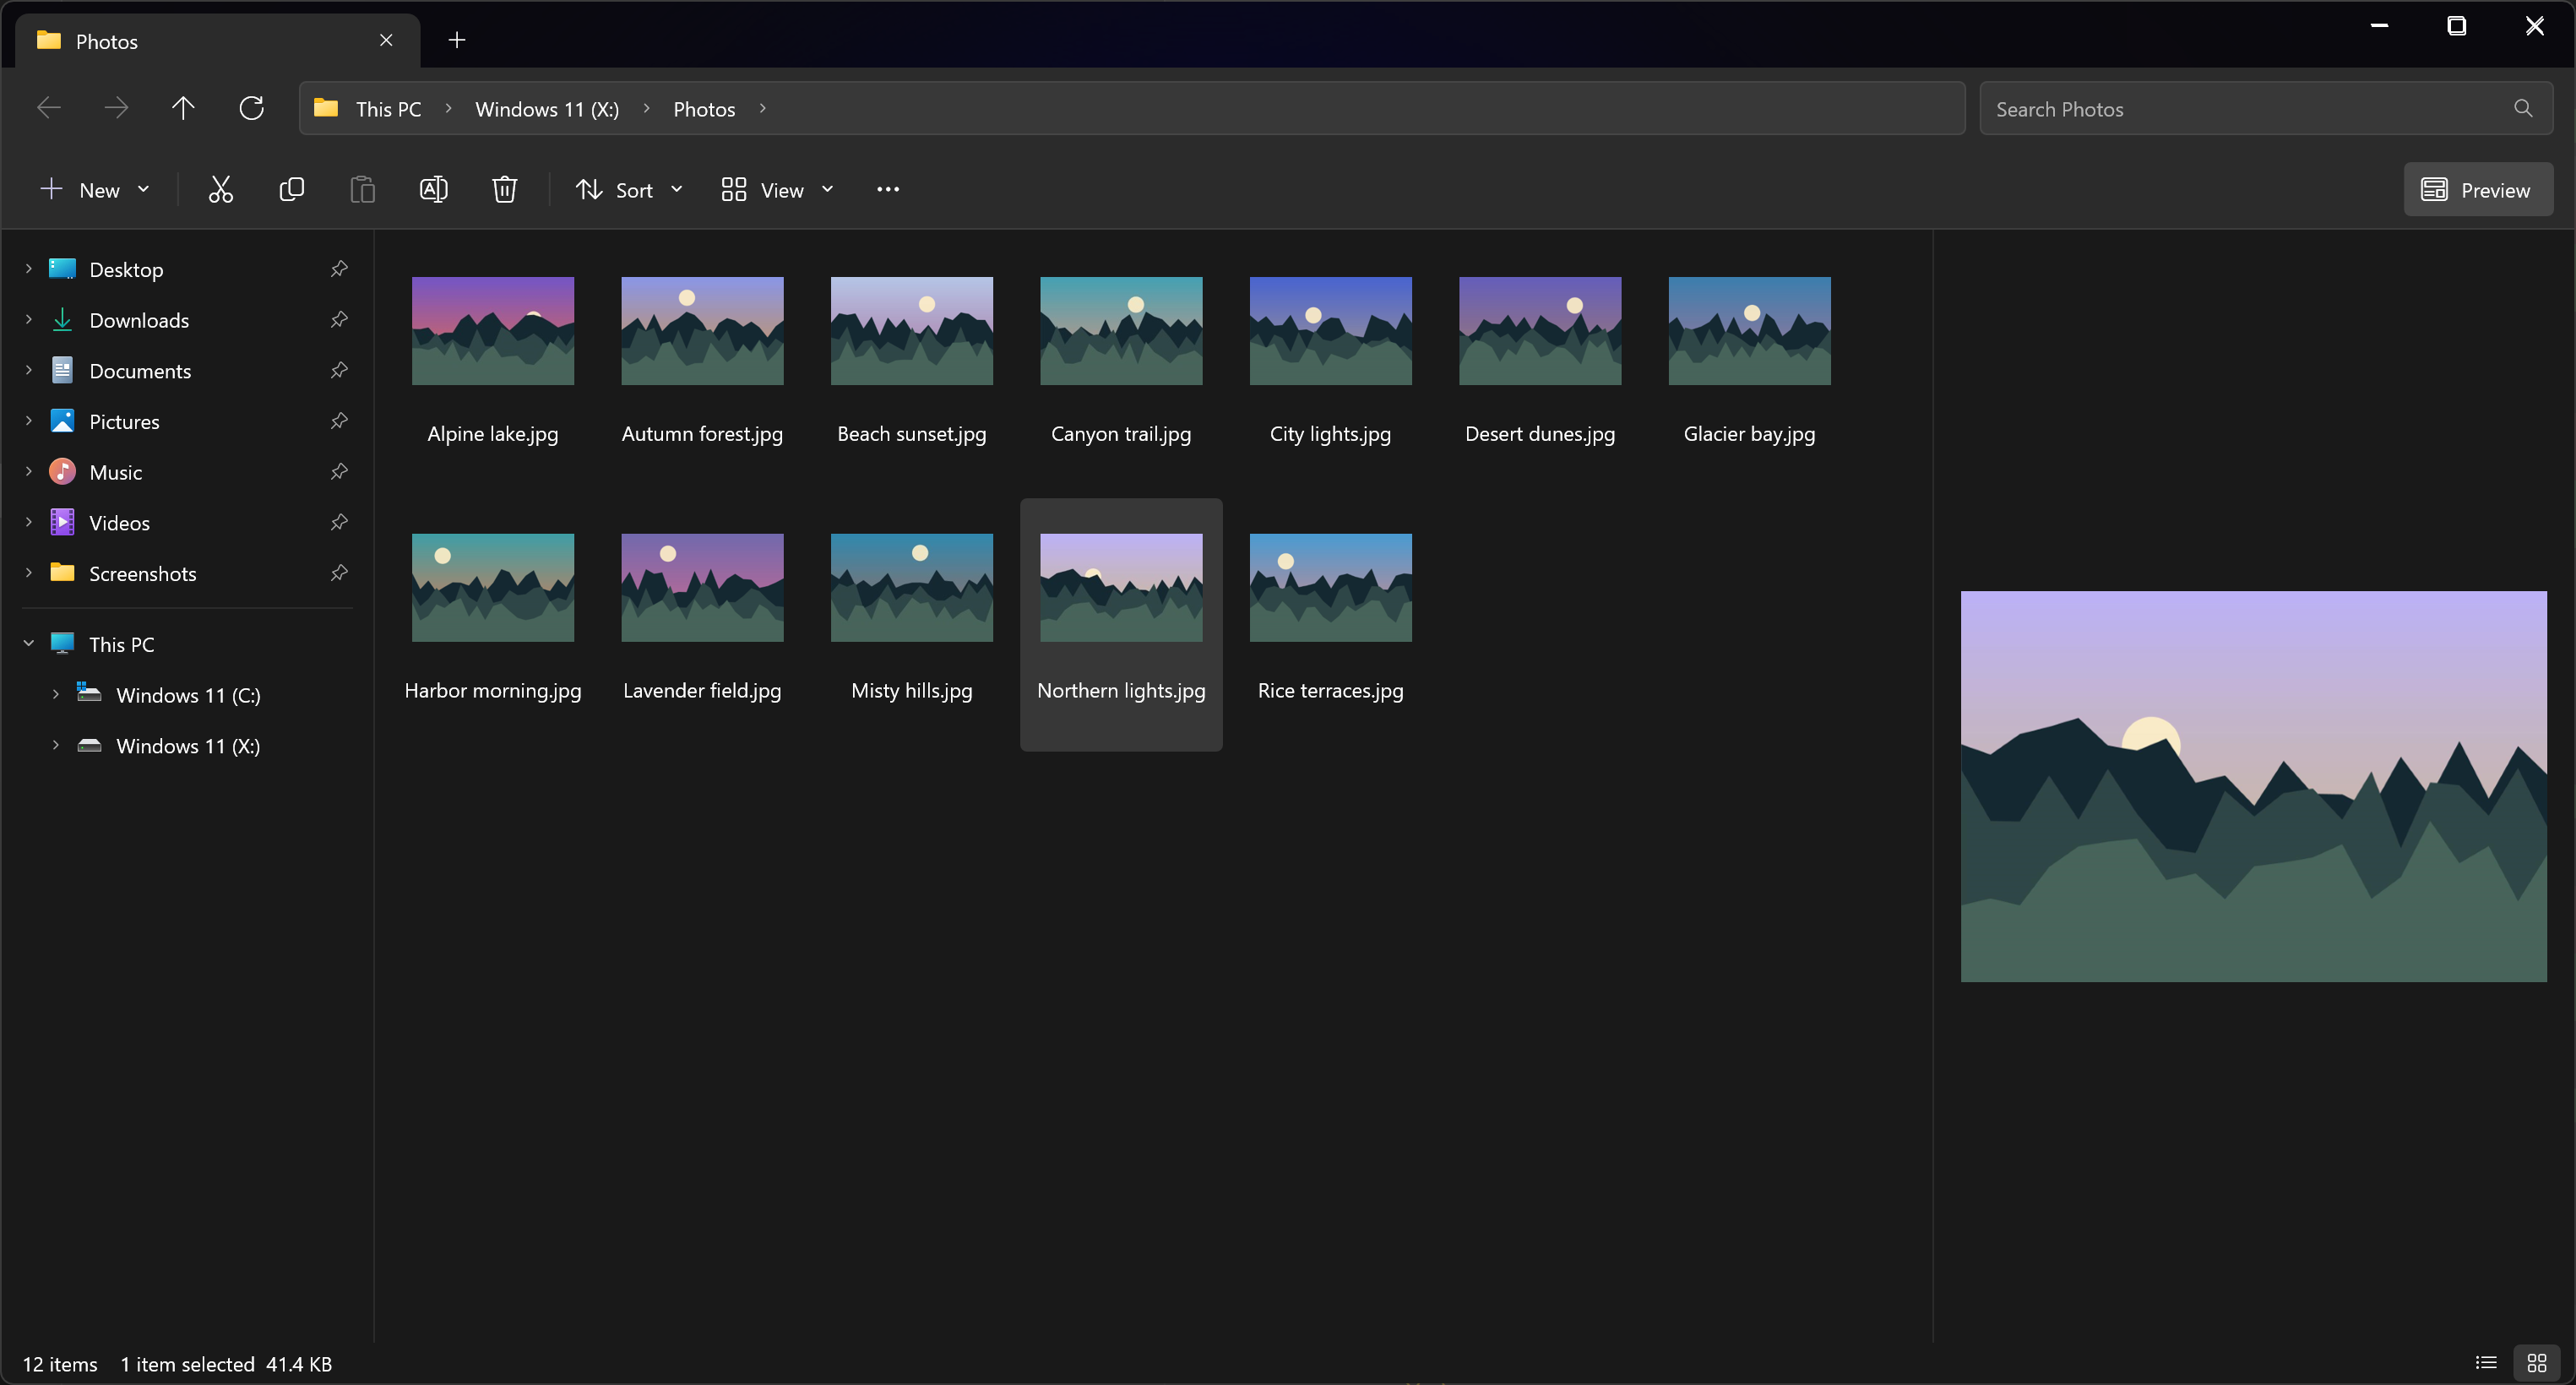 Photos
This PC > Windows 11 (X:) > Photos >
Search Photos
New
Sort
View
Preview
Desktop
Downloads
Documents
Pictures
Music
Videos
Screenshots
This PC
Windows 11 (C:)
Windows 11 (X:)
Alpine lake.jpg
Autumn forest.jpg
Beach sunset.jpg
Canyon trail.jpg
City lights.jpg
Desert dunes.jpg
Glacier bay.jpg
Harbor morning.jpg
Lavender field.jpg
Misty hills.jpg
Northern lights.jpg
Rice terraces.jpg
12 items 1 item selected 41.4 KB